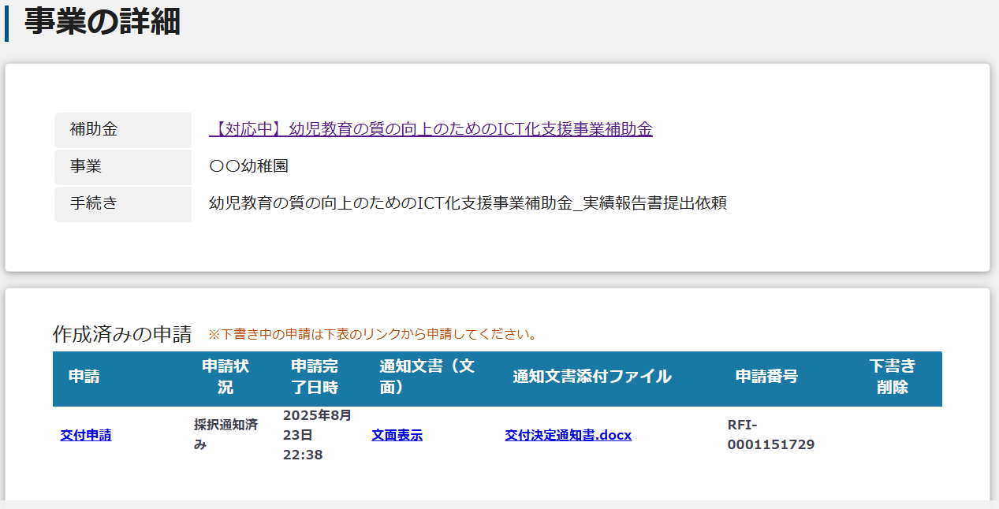 事業の詳細
補助金 【対応中】幼児教育の質の向上のためのICT化支援事業補助金
事業 〇〇幼稚園
手続き 幼児教育の質の向上のためのICT化支援事業補助金_実績報告書提出依頼
作成済みの申請 ※下書き中の申請は下表のリンクから申請してください。
申請 申請状況 申請完了日時 通知文書（文面） 通知文書添付ファイル 申請番号 下書き削除
交付申請 採択通知済み 2025年8月23日 22:38 文面表示 交付決定通知書.docx RFI-0001151729